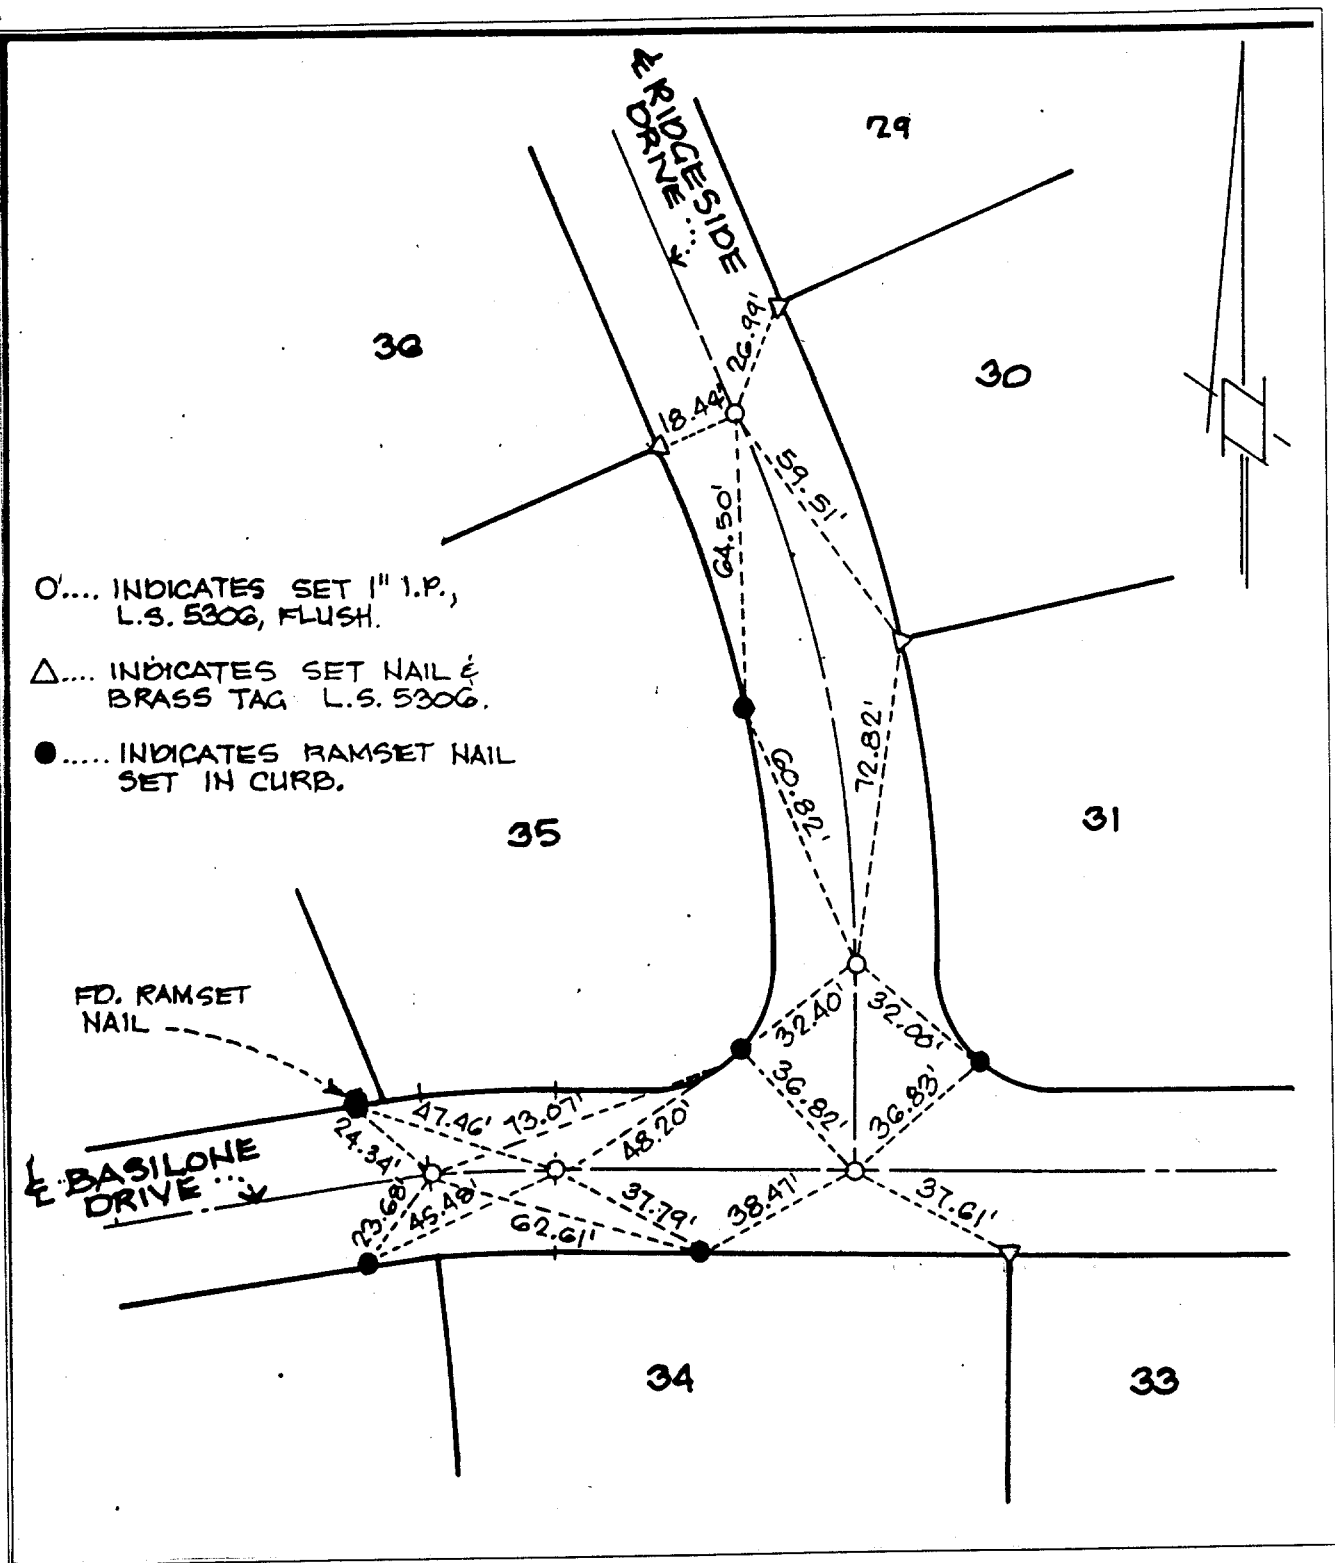 ℄ RIDGESIDE
DRIVE
29
36
30
26.99'
18.44'
59.51'
64.50'
O.... INDICATES SET 1" I.P.,
L.S. 5306, FLUSH.
△.... INDICATES SET NAIL &
BRASS TAG L.S. 5306.
●..... INDICATES RAMSET NAIL
SET IN CURB.
72.82'
60.82'
35
31
FD. RAMSET
NAIL
32.40'
32.00'
36.82'
36.83'
47.46'
73.07'
48.20'
24.34'
℄ BASILONE
DRIVE
23.68'
45.48'
62.61'
37.79'
38.47'
37.61'
34
33